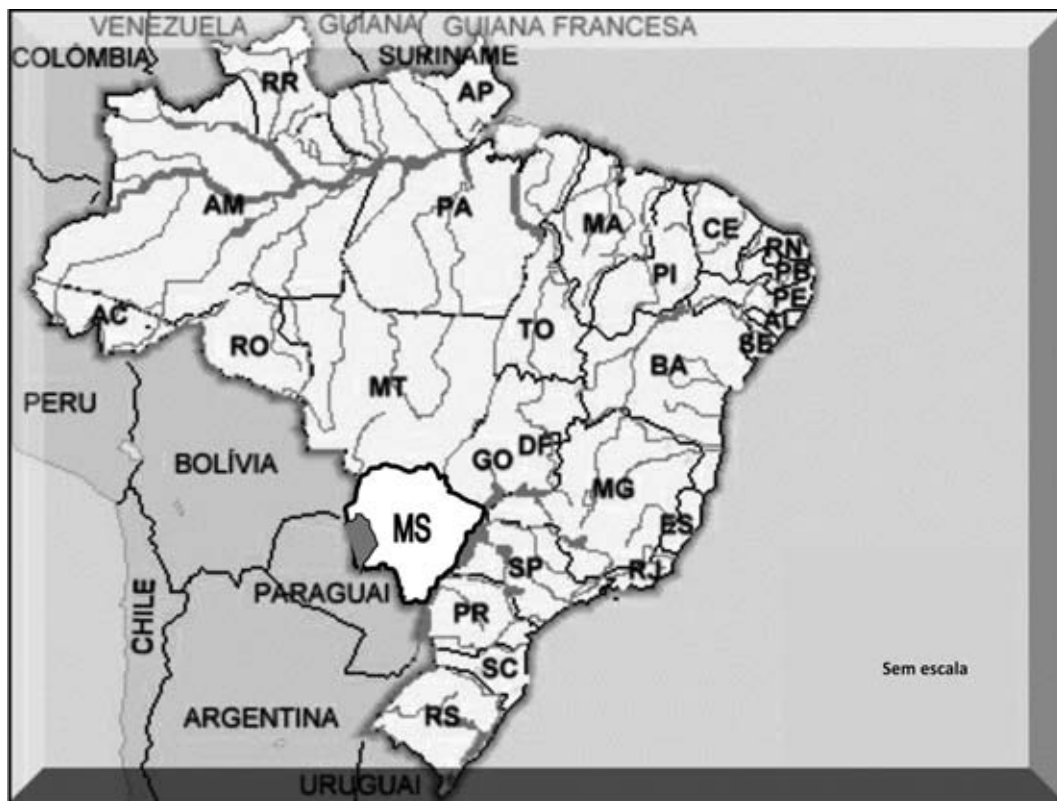 VENEZUELA GUIANA GUIANA FRANCESA
COLÔMBIA SURINAME
RR AP
AM PA MA CE RN
PB
PI PE
AC AL
RO TO SE
BA
MT
PERU
BOLÍVIA GO DF
MG
MS ES
SP RJ
PARAGUAI
CHILE PR
SC Sem escala
ARGENTINA RS
URUGUAI